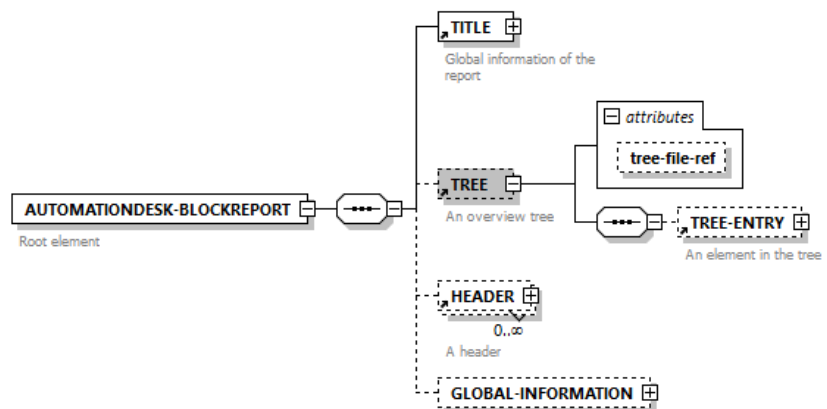 TITLE
Global information of the
report
attributes
tree-file-ref
TREE
An overview tree
AUTOMATIONDESK-BLOCKREPORT
Root element
TREE-ENTRY
An element in the tree
HEADER
0..∞
A header
GLOBAL-INFORMATION